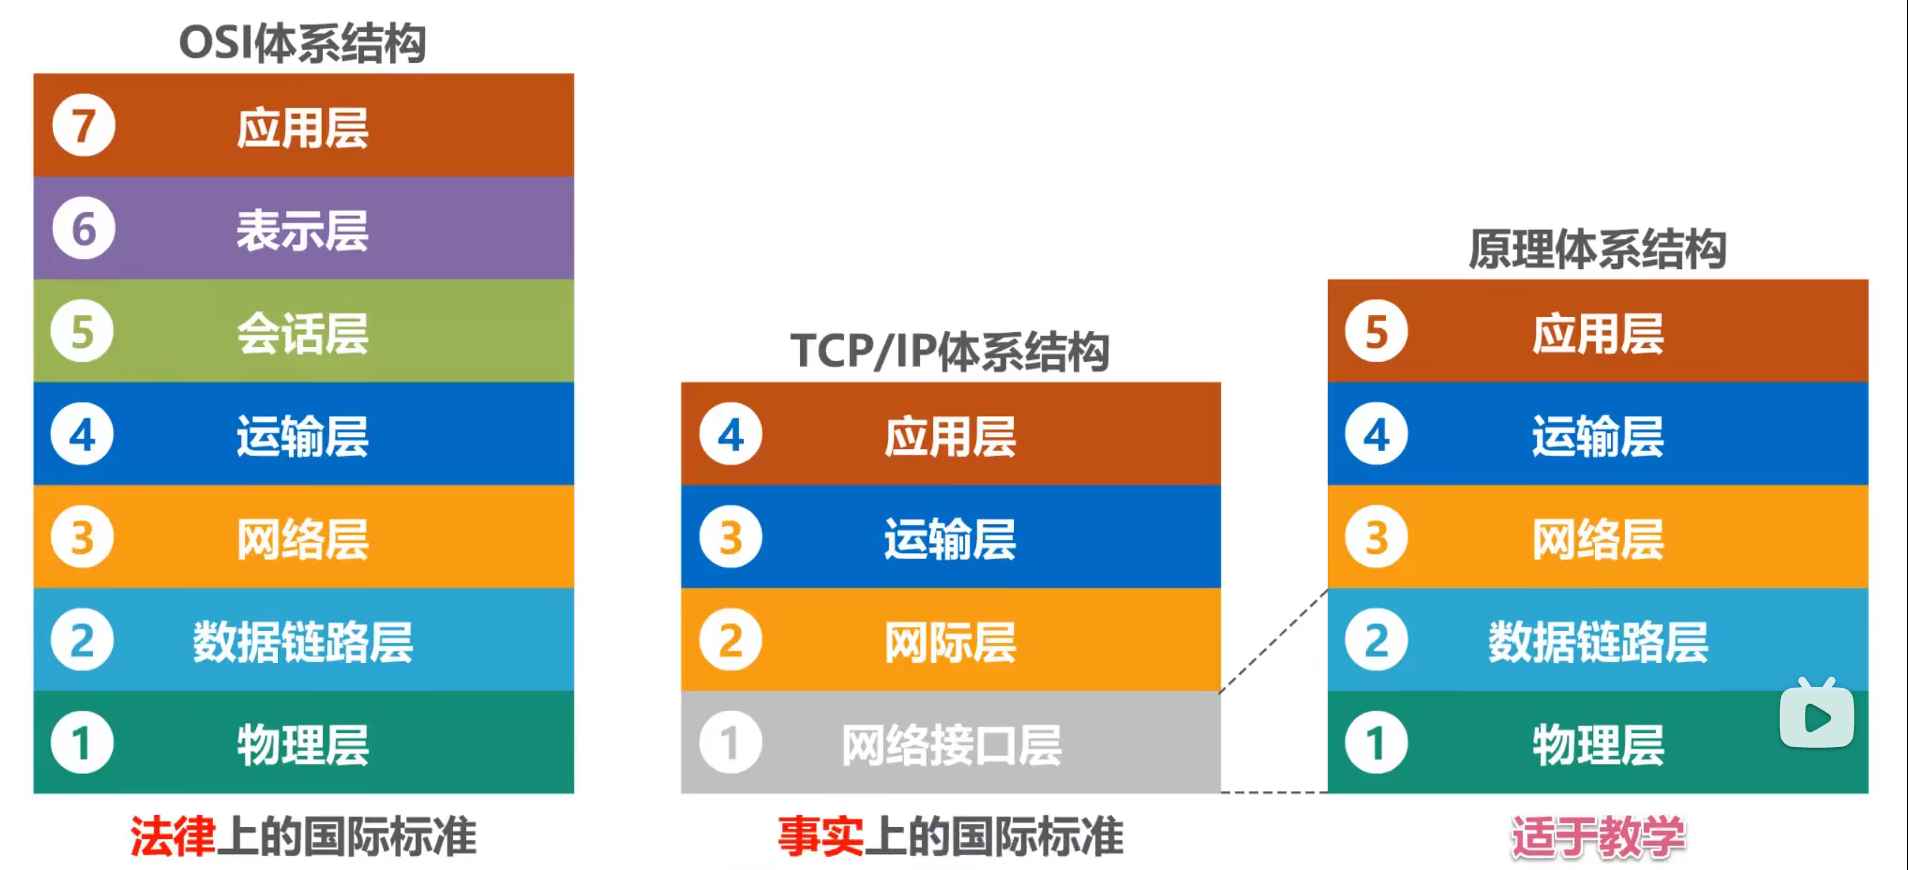 OSI体系结构
7 应用层
6 表示层
5 会话层
4 运输层
3 网络层
2 数据链路层
1 物理层
法律上的国际标准
TCP/IP体系结构
4 应用层
3 运输层
2 网际层
1 网络接口层
事实上的国际标准
原理体系结构
5 应用层
4 运输层
3 网络层
2 数据链路层
1 物理层
适于教学